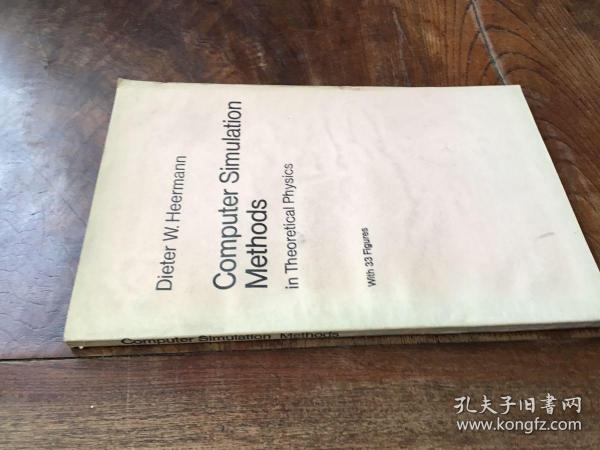 Dieter W. Heermann
Computer Simulation
Methods
in Theoretical Physics
With 33 Figures
Computer Simulation Methods
孔夫子旧書网
www.kongfz.com